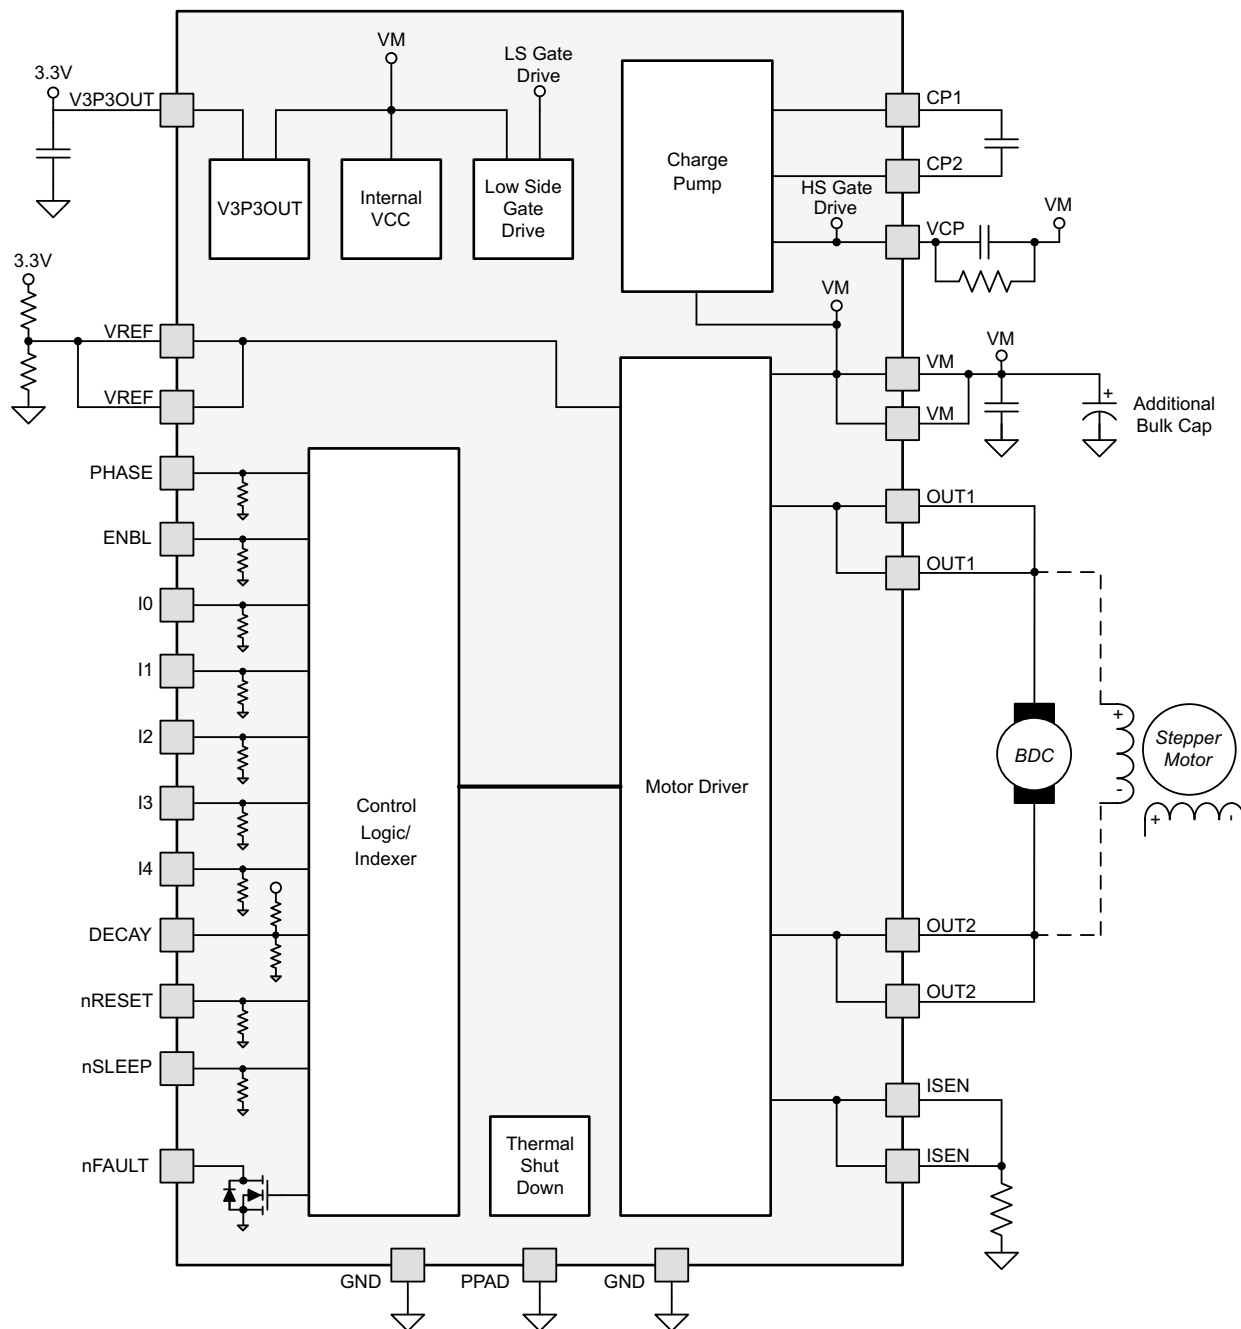 3.3V
V3P3OUT
VM
LS Gate
Drive
V3P3OUT
Internal
VCC
Low Side
Gate
Drive
Charge
Pump
HS Gate
Drive
CP1
CP2
VCP
VM
3.3V
VREF
VREF
VM
VM
VM
VM
+
Additional
Bulk Cap
PHASE
ENBL
I0
I1
I2
I3
I4
DECAY
nRESET
nSLEEP
nFAULT
Control
Logic/
Indexer
Motor Driver
Thermal
Shut
Down
OUT1
OUT1
BDC
+
-
Stepper
Motor
+
-
OUT2
OUT2
ISEN
ISEN
GND
PPAD
GND